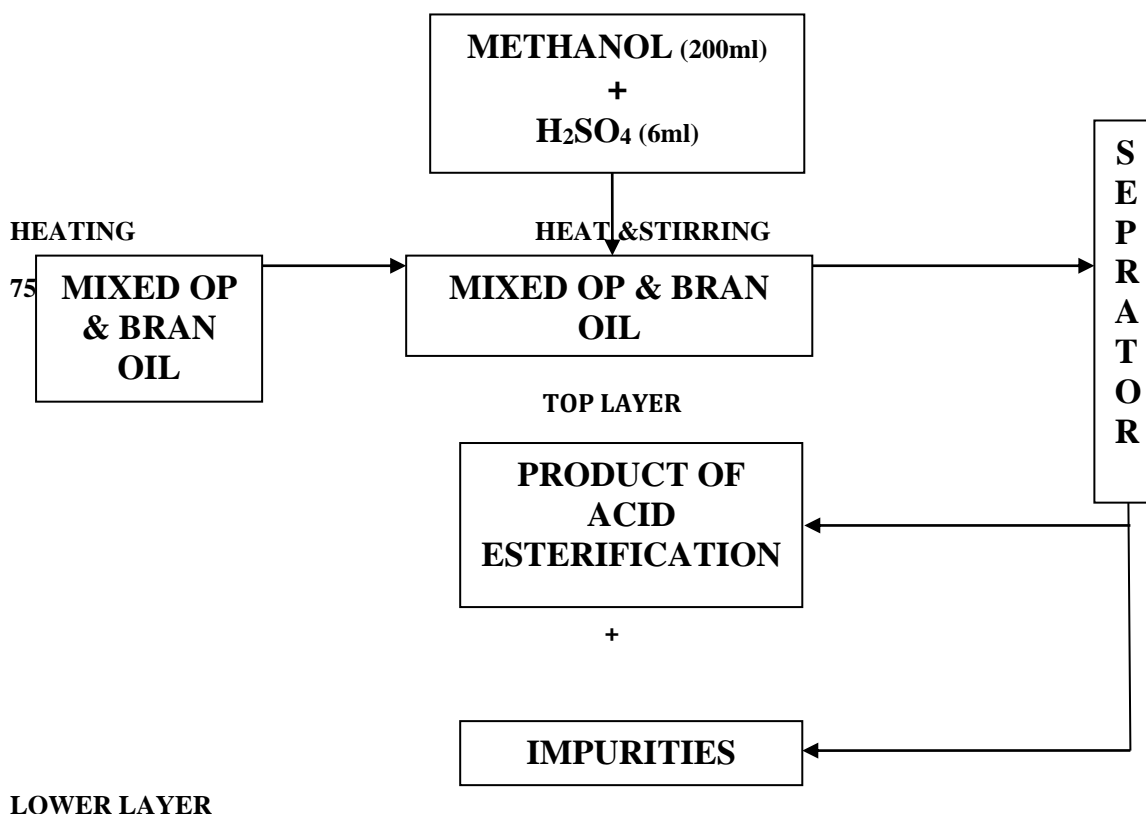 METHANOL (200ml)
+
H₂SO₄ (6ml)
HEATING
HEAT &STIRRING
75
MIXED OP
& BRAN
OIL
MIXED OP & BRAN
OIL
S
E
P
R
A
T
O
R
TOP LAYER
PRODUCT OF
ACID
ESTERIFICATION
+
IMPURITIES
LOWER LAYER